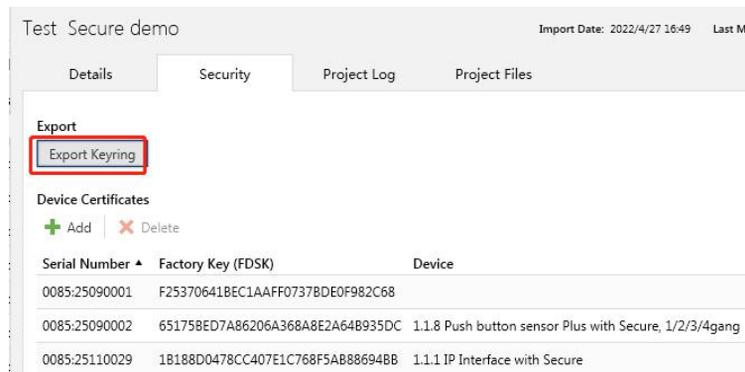 Test Secure demo Import Date: 2022/4/27 16:49 Last M
Details Security Project Log Project Files
Export
Export Keyring
Device Certificates
Add Delete
Serial Number Factory Key (FDSK) Device
0085:25090001 F25370641BEC1AAFF0737BDE0F982C68
0085:25090002 65175BED7A86206A368A8E2A64B935DC 1.1.8 Push button sensor Plus with Secure, 1/2/3/4gang
0085:25110029 1B188D0478CC407E1C768F5AB88694BB 1.1.1 IP Interface with Secure